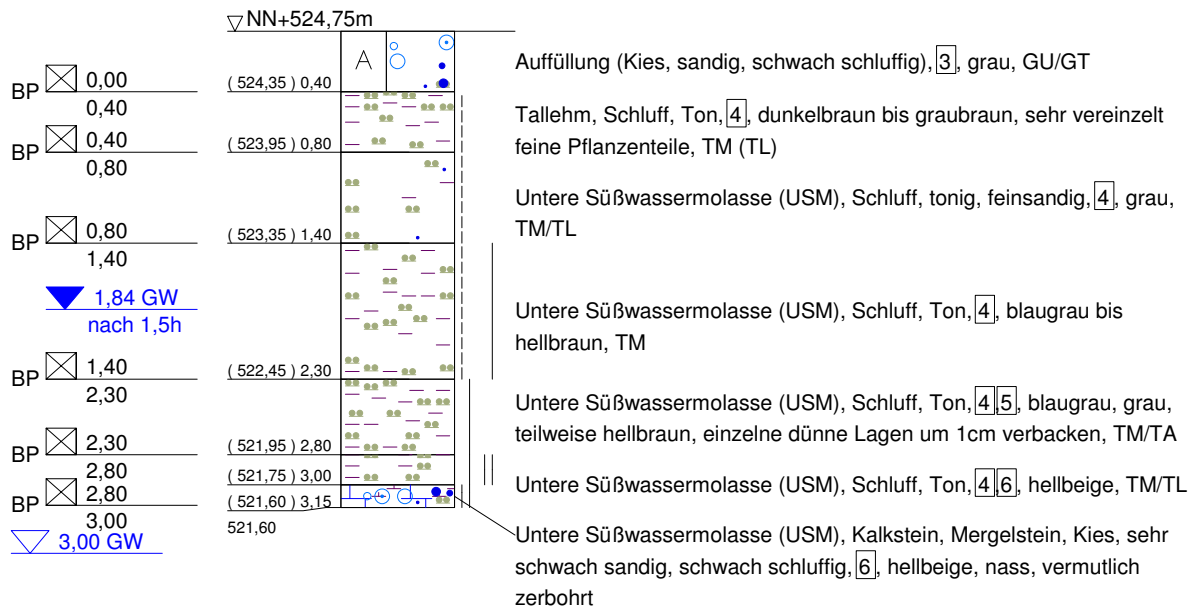 NN+524,75m
A
BP 0,00
0,40
( 524,35 ) 0,40
Auffüllung (Kies, sandig, schwach schluffig), 3, grau, GU/GT
BP 0,40
0,80
( 523,95 ) 0,80
Tallehm, Schluff, Ton, 4, dunkelbraun bis graubraun, sehr vereinzelt
feine Pflanzenteile, TM (TL)
BP 0,80
1,40
( 523,35 ) 1,40
Untere Süßwassermolasse (USM), Schluff, tonig, feinsandig, 4, grau,
TM/TL
1,84 GW
nach 1,5h
BP 1,40
2,30
( 522,45 ) 2,30
Untere Süßwassermolasse (USM), Schluff, Ton, 4, blaugrau bis
hellbraun, TM
BP 2,30
2,80
( 521,95 ) 2,80
Untere Süßwassermolasse (USM), Schluff, Ton, 4,5, blaugrau, grau,
teilweise hellbraun, einzelne dünne Lagen um 1cm verbacken, TM/TA
BP 2,80
3,00
( 521,75 ) 3,00
Untere Süßwassermolasse (USM), Schluff, Ton, 4,6, hellbeige, TM/TL
3,00 GW
( 521,60 ) 3,15
521,60
Untere Süßwassermolasse (USM), Kalkstein, Mergelstein, Kies, sehr
schwach sandig, schwach schluffig, 6, hellbeige, nass, vermutlich
zerbohrt